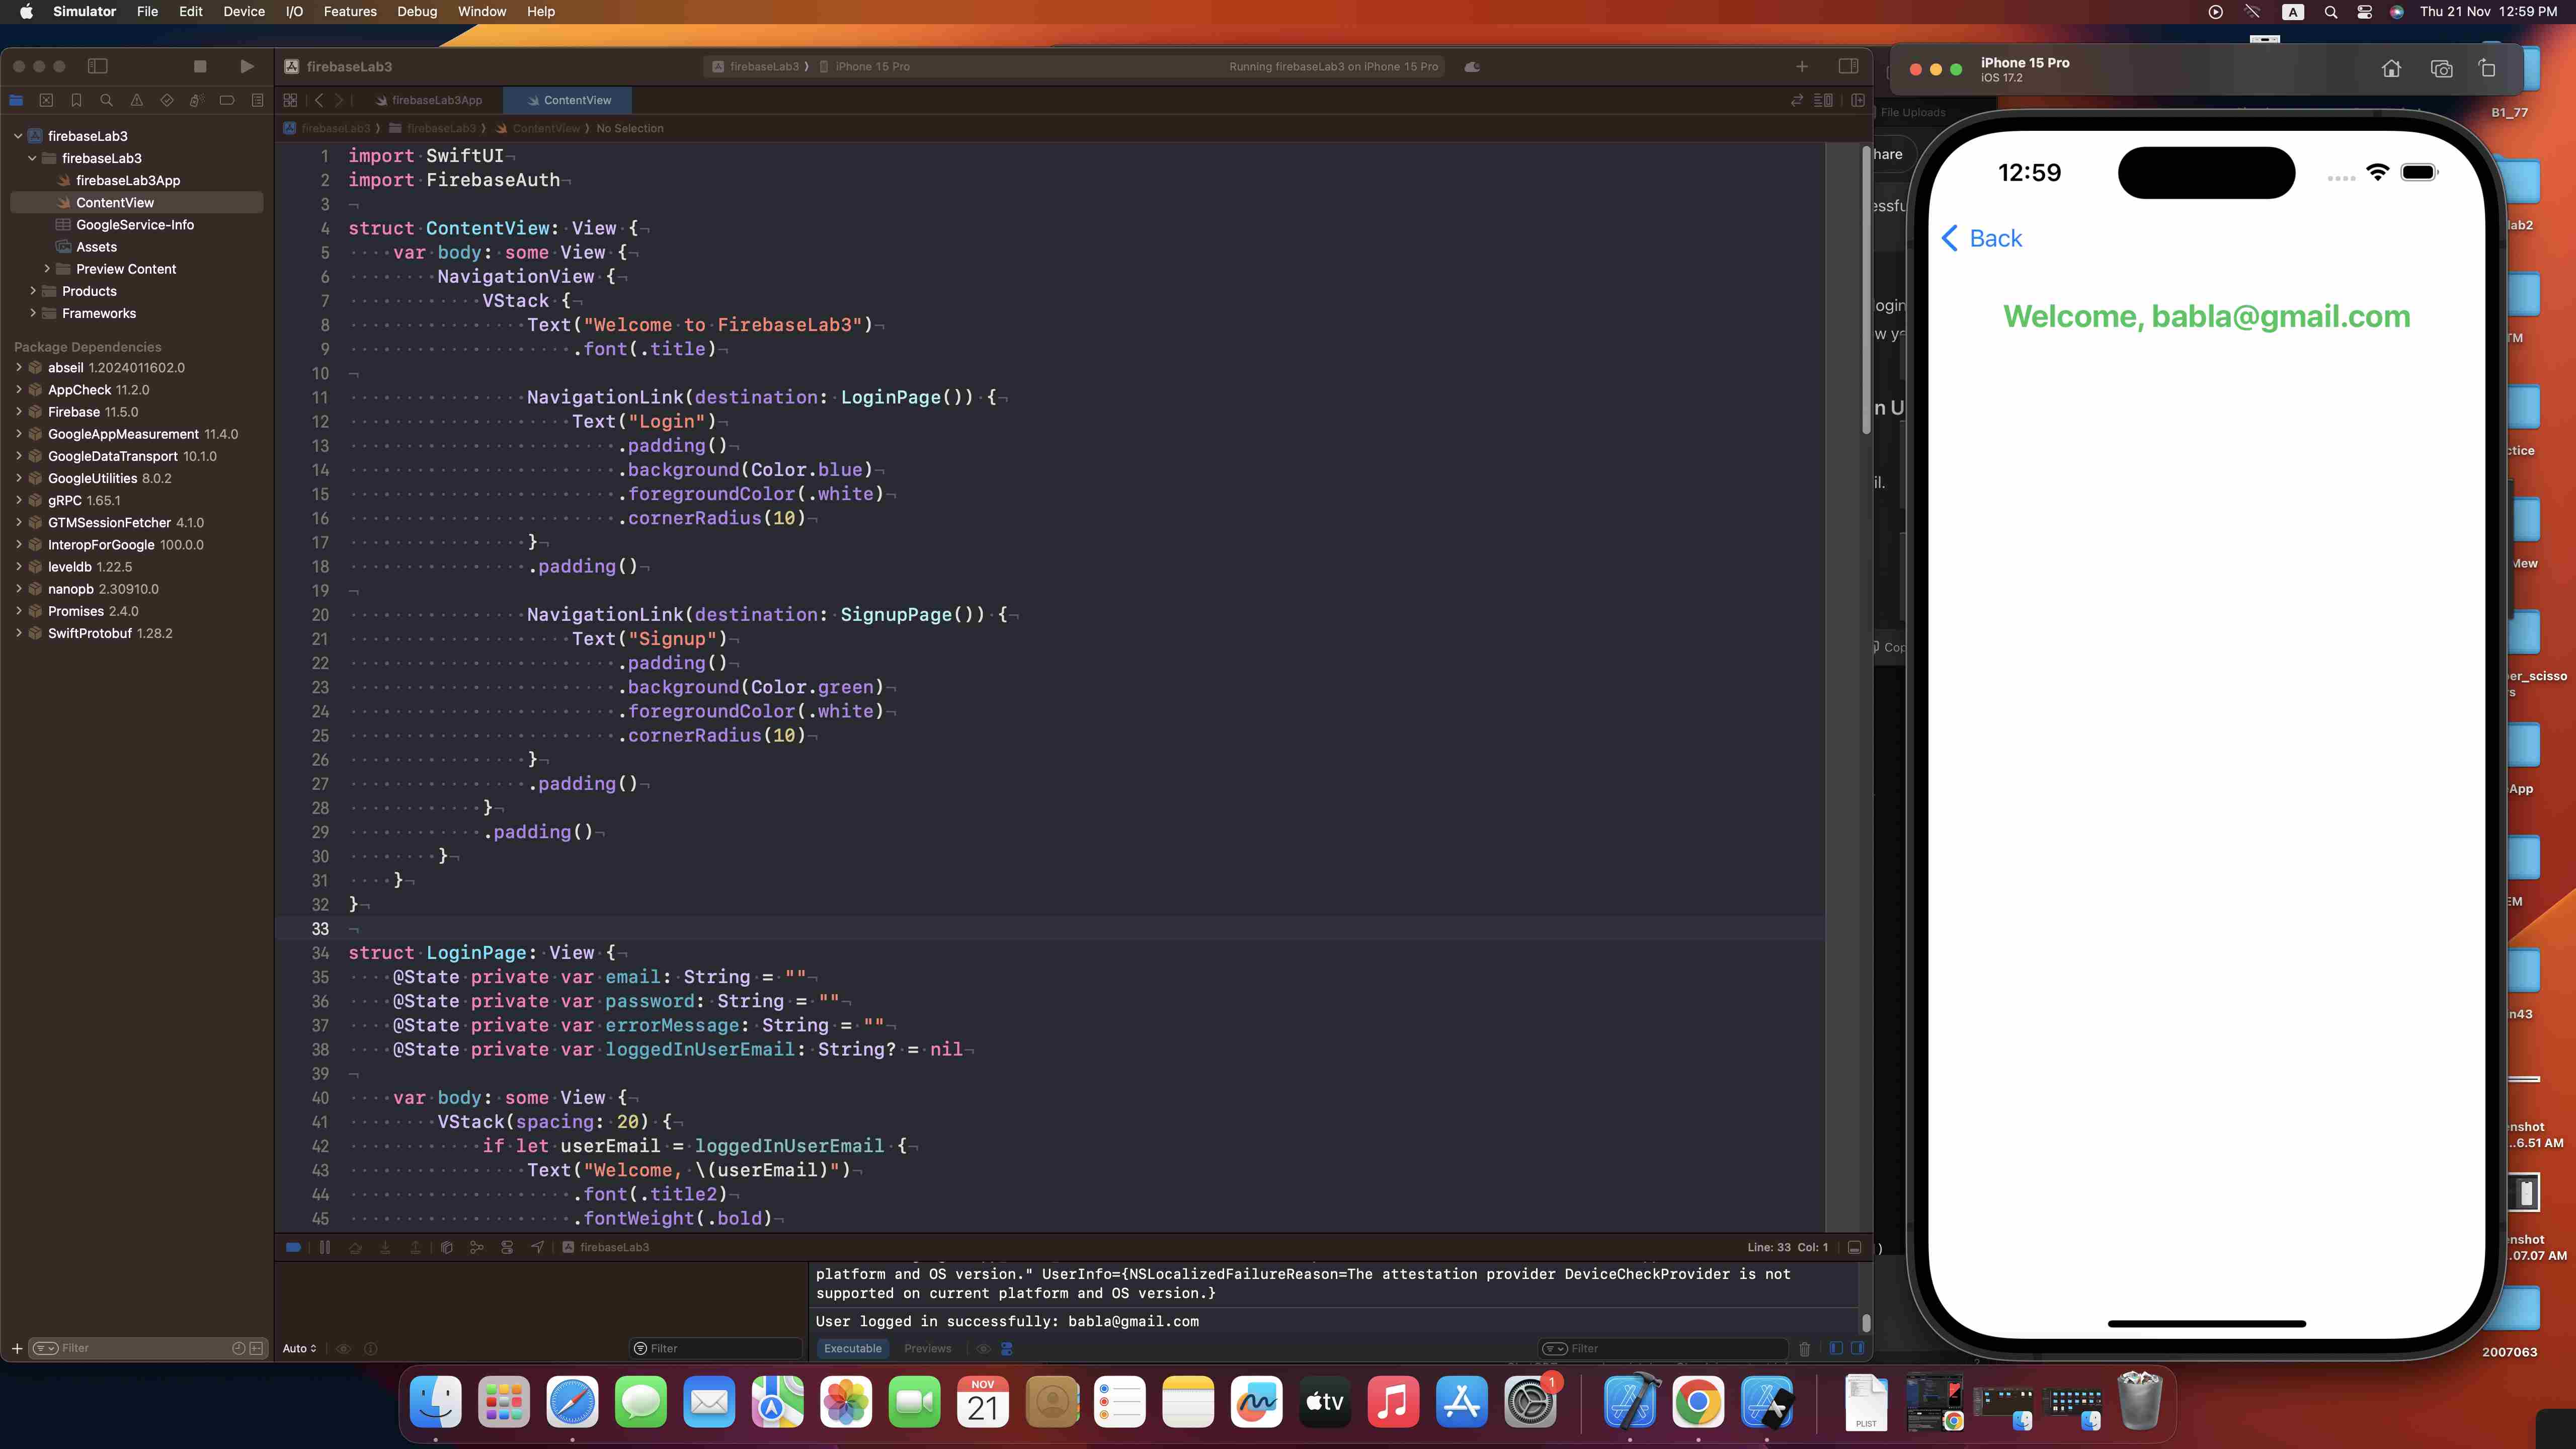 Simulator File Edit Device I/O Features Debug Window Help
A
Thu 21 Nov 12:59 PM
firebaseLab3
firebaseLab3 ⟩ iPhone 15 Pro
Running firebaseLab3 on iPhone 15 Pro
firebaseLab3App
ContentView
firebaseLab3 ⟩ firebaseLab3 ⟩ ContentView ⟩ No Selection
firebaseLab3
firebaseLab3
firebaseLab3App
ContentView
GoogleService-Info
Assets
Preview Content
Products
Frameworks
Package Dependencies
abseil 1.2024011602.0
AppCheck 11.2.0
Firebase 11.5.0
GoogleAppMeasurement 11.4.0
GoogleDataTransport 10.1.0
GoogleUtilities 8.0.2
gRPC 1.65.1
GTMSessionFetcher 4.1.0
InteropForGoogle 100.0.0
leveldb 1.22.5
nanopb 2.30910.0
Promises 2.4.0
SwiftProtobuf 1.28.2
Filter
1 import SwiftUI
2 import FirebaseAuth
3
4 struct ContentView: View {
5 var body: some View {
6 NavigationView {
7 VStack {
8 Text("Welcome to FirebaseLab3")
9 .font(.title)
10
11 NavigationLink(destination: LoginPage()) {
12 Text("Login")
13 .padding()
14 .background(Color.blue)
15 .foregroundColor(.white)
16 .cornerRadius(10)
17 }
18 .padding()
19
20 NavigationLink(destination: SignupPage()) {
21 Text("Signup")
22 .padding()
23 .background(Color.green)
24 .foregroundColor(.white)
25 .cornerRadius(10)
26 }
27 .padding()
28 }
29 .padding()
30 }
31 }
32 }
33
34 struct LoginPage: View {
35 @State private var email: String = ""
36 @State private var password: String = ""
37 @State private var errorMessage: String = ""
38 @State private var loggedInUserEmail: String? = nil
39
40 var body: some View {
41 VStack(spacing: 20) {
42 if let userEmail = loggedInUserEmail {
43 Text("Welcome, \(userEmail)")
44 .font(.title2)
45 .fontWeight(.bold)
firebaseLab3
Line: 33 Col: 1
platform and OS version." UserInfo={NSLocalizedFailureReason=The attestation provider DeviceCheckProvider is not
supported on current platform and OS version.}
User logged in successfully: babla@gmail.com
Auto
Filter
Executable Previews
Filter
iPhone 15 Pro
iOS 17.2
File Uploads
hare
essfu
login
w y
n U
il.
Cop
12:59
Back
Welcome, babla@gmail.com
B1_77
lab2
TM
ctice
Mew
er_scisso
rs
App
EM
n43
nshot
...6.51 AM
nshot
.07.07 AM
2007063
NOV
21
tv
1
PLIST